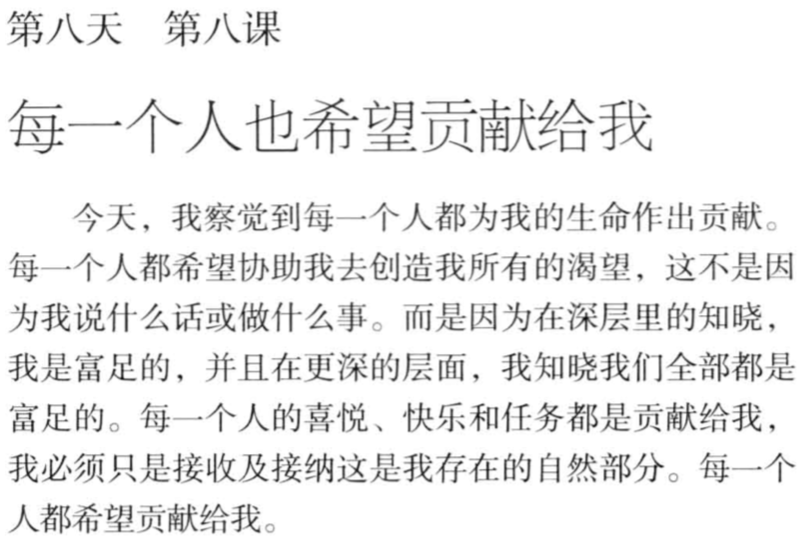 第八天　第八课
每一个人也希望贡献给我
今天，我察觉到每一个人都为我的生命作出贡献。
每一个人都希望协助我去创造我所有的渴望，这不是因
为我说什么话或做什么事。而是因为在深层里的知晓，
我是富足的，并且在更深的层面，我知晓我们全部都是
富足的。每一个人的喜悦、快乐和任务都是贡献给我，
我必须只是接收及接纳这是我存在的自然部分。每一个
人都希望贡献给我。